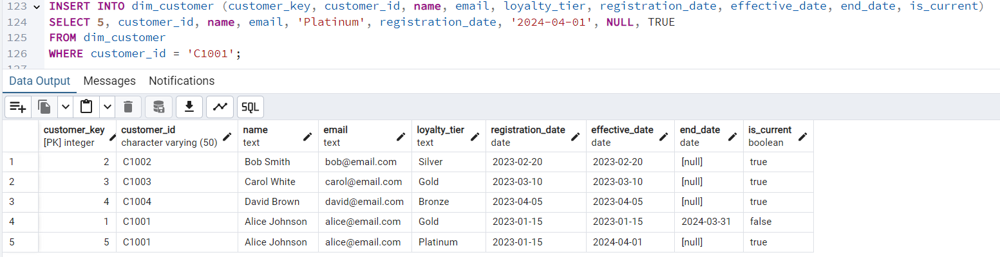 123 INSERT INTO dim_customer (customer_key, customer_id, name, email, loyalty_tier, registration_date, effective_date, end_date, is_current)
124 SELECT 5, customer_id, name, email, 'Platinum', registration_date, '2024-04-01', NULL, TRUE
125 FROM dim_customer
126 WHERE customer_id = 'C1001';
127
Data Output Messages Notifications
SQL
customer_key customer_id name email loyalty_tier registration_date effective_date end_date is_current
[PK] integer character varying (50) text text text date date date boolean
1 2 C1002 Bob Smith bob@email.com Silver 2023-02-20 2023-02-20 [null] true
2 3 C1003 Carol White carol@email.com Gold 2023-03-10 2023-03-10 [null] true
3 4 C1004 David Brown david@email.com Bronze 2023-04-05 2023-04-05 [null] true
4 1 C1001 Alice Johnson alice@email.com Gold 2023-01-15 2023-01-15 2024-03-31 false
5 5 C1001 Alice Johnson alice@email.com Platinum 2023-01-15 2024-04-01 [null] true